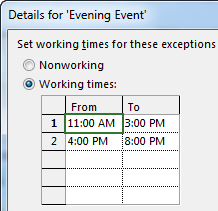 Details for 'Evening Event'
Set working times for these exceptions
Nonworking
Working times:
From To
1 11:00 AM 3:00 PM
2 4:00 PM 8:00 PM